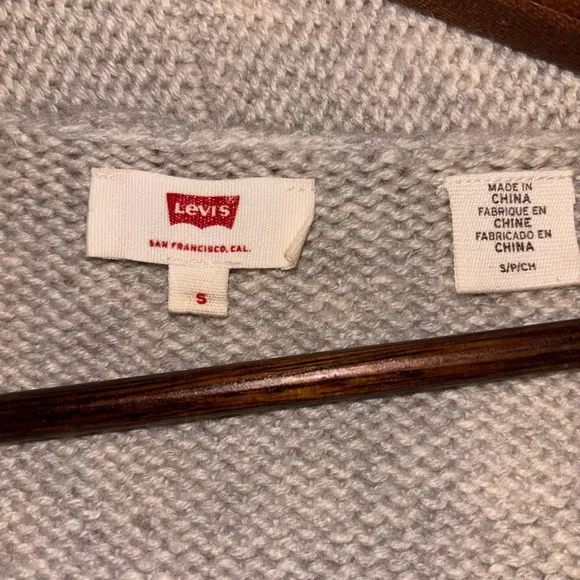 Levi's
SAN FRANCISCO, CAL.
S
MADE IN
CHINA
FABRIQUE EN
CHINE
FABRICADO EN
CHINA
S/P/CH